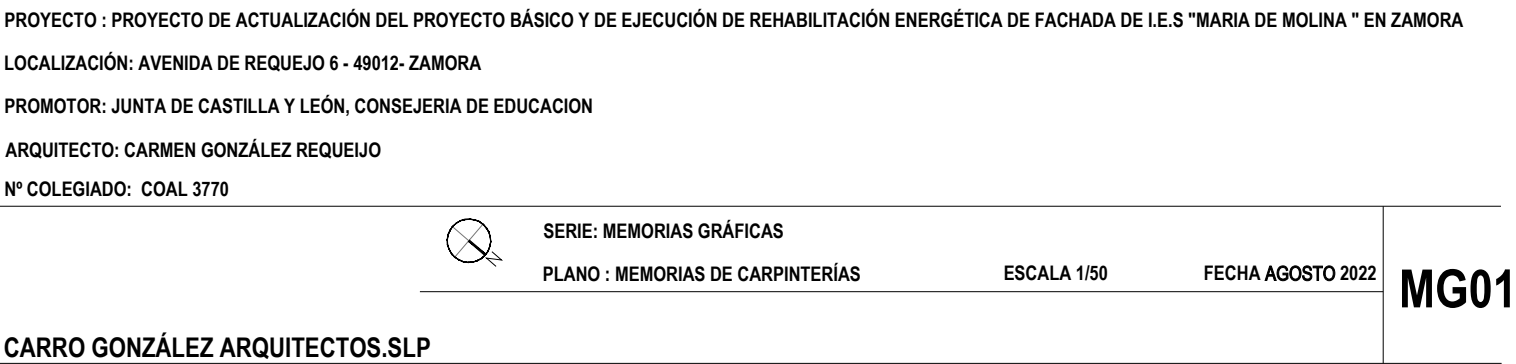 PROYECTO : PROYECTO DE ACTUALIZACIÓN DEL PROYECTO BÁSICO Y DE EJECUCIÓN DE REHABILITACIÓN ENERGÉTICA DE FACHADA DE I.E.S "MARIA DE MOLINA " EN ZAMORA
LOCALIZACIÓN: AVENIDA DE REQUEJO 6 - 49012- ZAMORA
PROMOTOR: JUNTA DE CASTILLA Y LEÓN, CONSEJERIA DE EDUCACION
ARQUITECTO: CARMEN GONZÁLEZ REQUEIJO
Nº COLEGIADO: COAL 3770
N
SERIE: MEMORIAS GRÁFICAS
PLANO : MEMORIAS DE CARPINTERÍAS ESCALA 1/50 FECHA AGOSTO 2022
MG01
CARRO GONZÁLEZ ARQUITECTOS.SLP